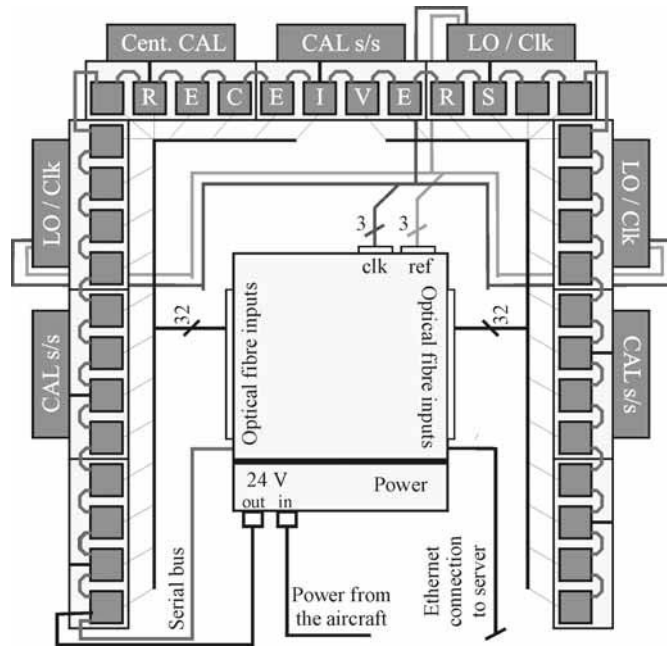 Cent. CAL
CAL s/s
LO / Clk
R E C E I V E R S
LO / Clk
LO / Clk
3
3
clk
ref
32
32
Optical fibre inputs
Optical fibre inputs
CAL s/s
CAL s/s
24 V
Power
out
in
Serial bus
Power from
the aircraft
Ethernet
connection
to server